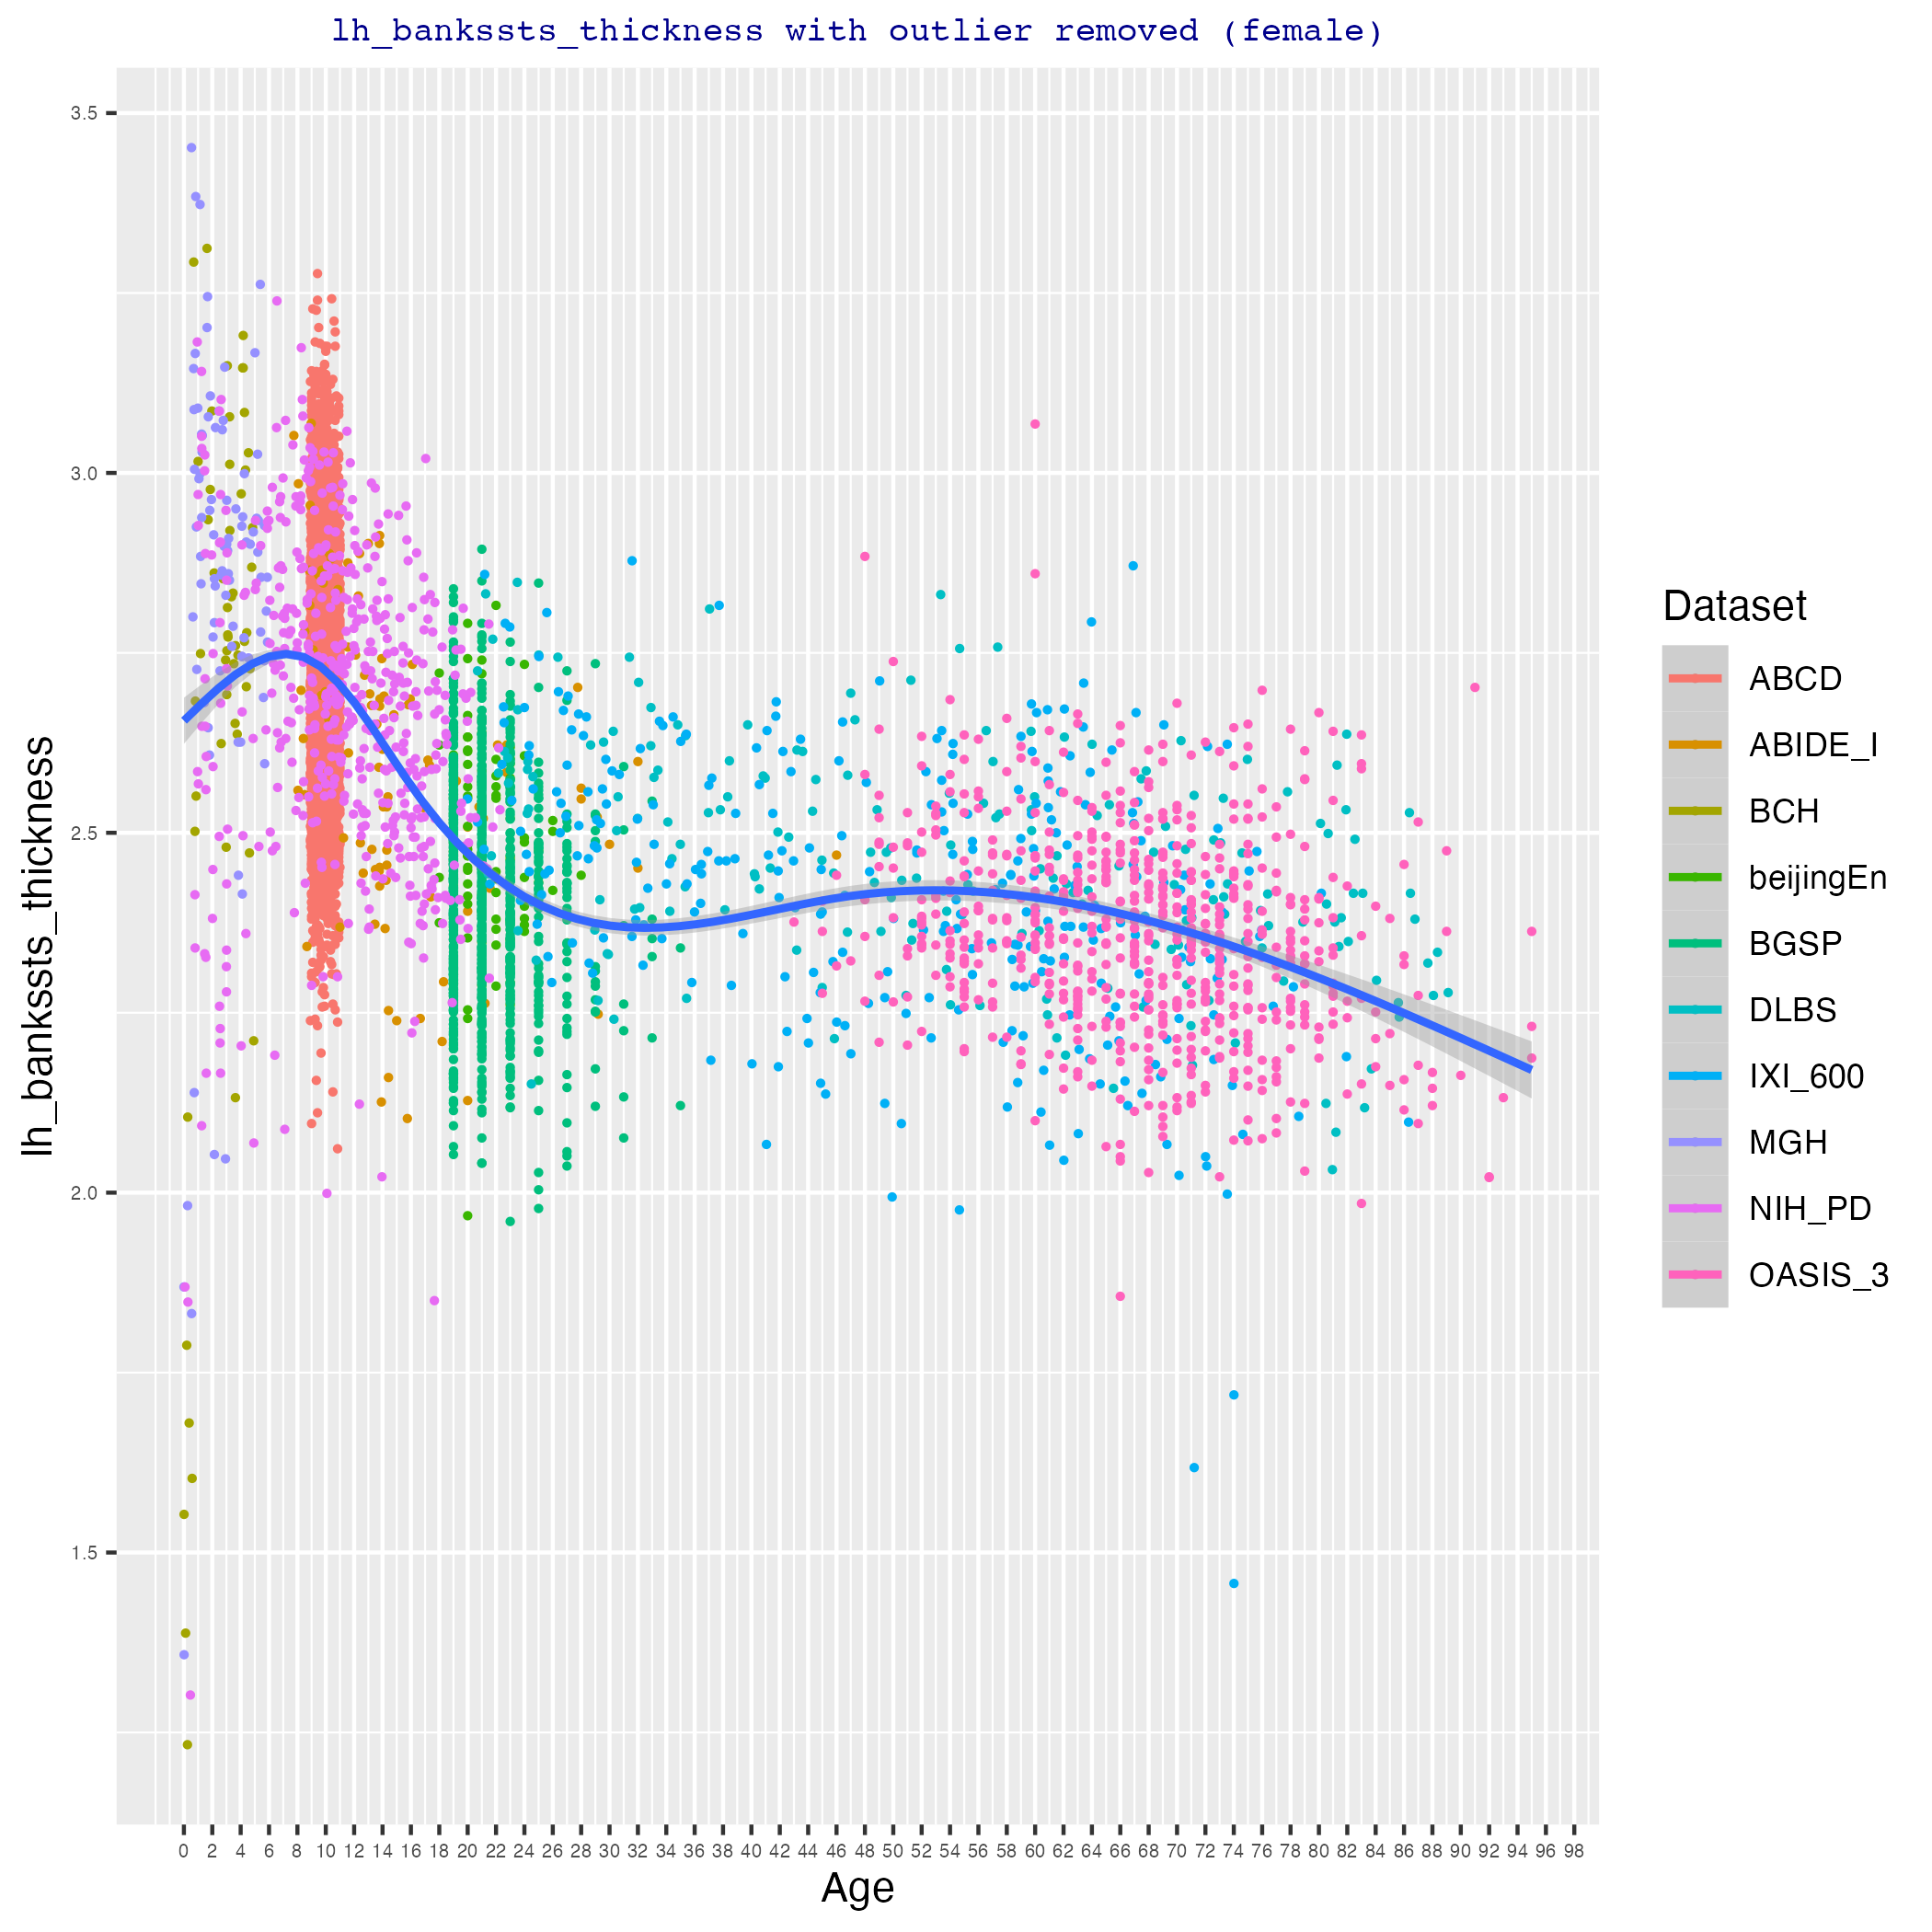 lh_bankssts_thickness with outlier removed (female)
3.5
3.0
2.5
2.0
1.5
lh_bankssts_thickness
0 2 4 6 8 10 12 14 16 18 20 22 24 26 28 30 32 34 36 38 40 42 44 46 48 50 52 54 56 58 60 62 64 66 68 70 72 74 76 78 80 82 84 86 88 90 92 94 96 98
Age
Dataset
ABCD
ABIDE_I
BCH
beijingEn
BGSP
DLBS
IXI_600
MGH
NIH_PD
OASIS_3